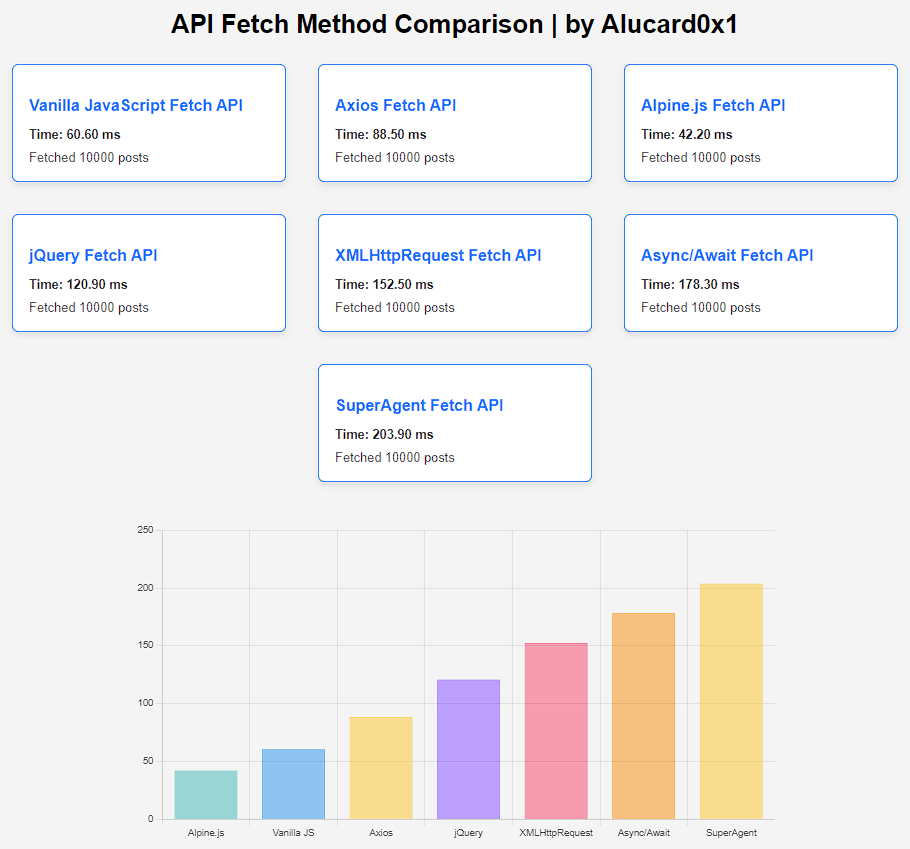 API Fetch Method Comparison | by Alucard0x1
Vanilla JavaScript Fetch API
Time: 60.60 ms
Fetched 10000 posts
Axios Fetch API
Time: 88.50 ms
Fetched 10000 posts
Alpine.js Fetch API
Time: 42.20 ms
Fetched 10000 posts
jQuery Fetch API
Time: 120.90 ms
Fetched 10000 posts
XMLHttpRequest Fetch API
Time: 152.50 ms
Fetched 10000 posts
Async/Await Fetch API
Time: 178.30 ms
Fetched 10000 posts
SuperAgent Fetch API
Time: 203.90 ms
Fetched 10000 posts
250
200
150
100
50
0
Alpine.js
Vanilla JS
Axios
jQuery
XMLHttpRequest
Async/Await
SuperAgent